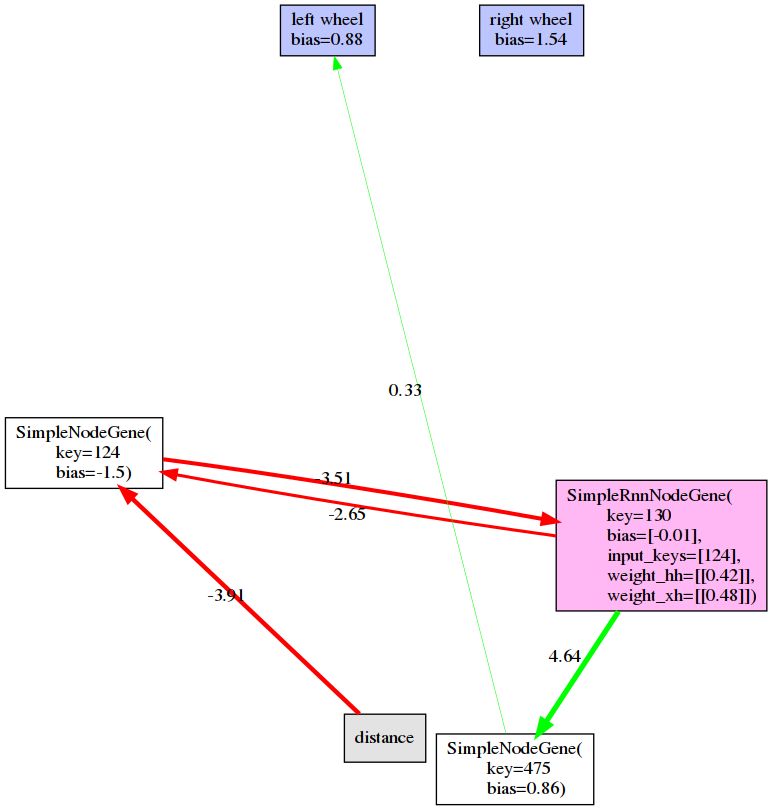 left wheel
bias=0.88
right wheel
bias=1.54
0.33
SimpleNodeGene(
key=124
bias=-1.5)
-3.51
-2.65
SimpleRnnNodeGene(
key=130
bias=[-0.01],
input_keys=[124],
weight_hh=[[0.42]],
weight_xh=[[0.48]])
-3.91
4.64
distance
SimpleNodeGene(
key=475
bias=0.86)